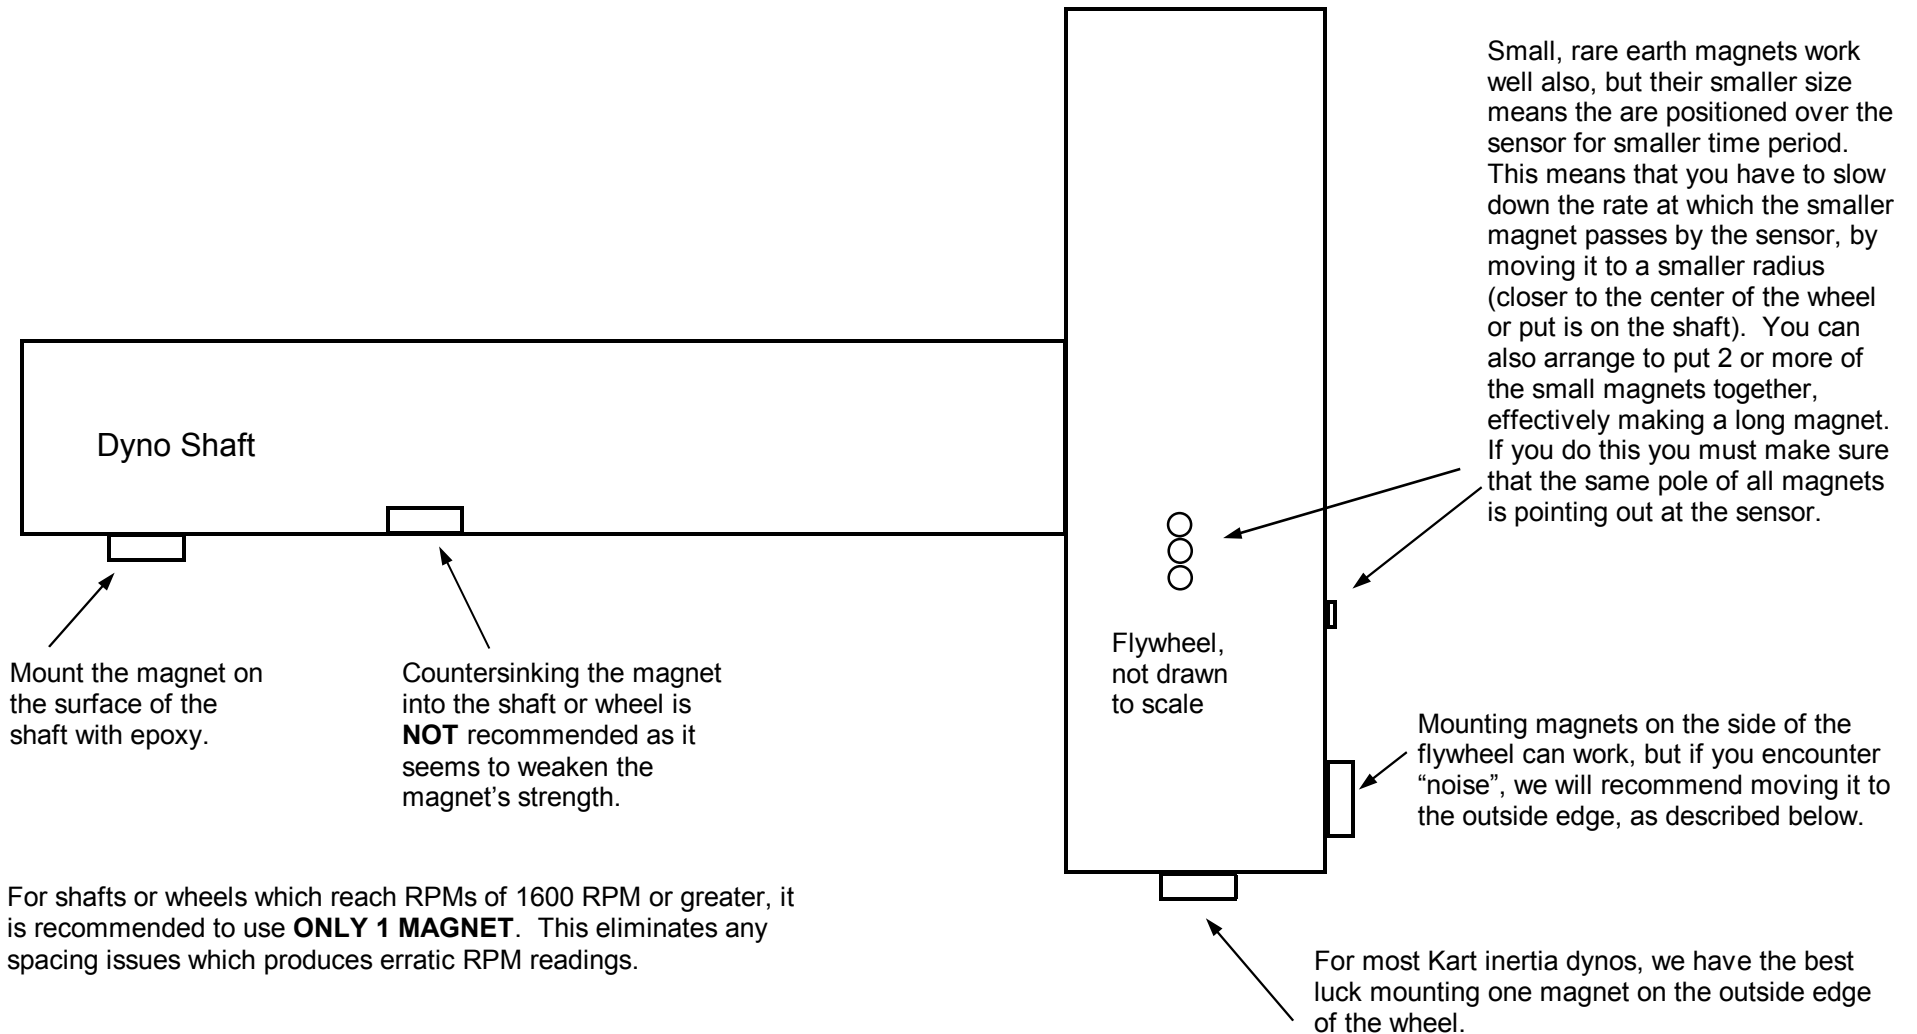 Small, rare earth magnets work
well also, but their smaller size
means the are positioned over the
sensor for smaller time period.
This means that you have to slow
down the rate at which the smaller
magnet passes by the sensor, by
moving it to a smaller radius
(closer to the center of the wheel
or put is on the shaft).  You can
also arrange to put 2 or more of
the small magnets together,
effectively making a long magnet.
If you do this you must make sure
that the same pole of all magnets
is pointing out at the sensor.
Dyno Shaft
Flywheel,
not drawn
to scale
Mount the magnet on
the surface of the
shaft with epoxy.
Countersinking the magnet
into the shaft or wheel is
NOT recommended as it
seems to weaken the
magnet's strength.
Mounting magnets on the side of the
flywheel can work, but if you encounter
“noise”, we will recommend moving it to
the outside edge, as described below.
For shafts or wheels which reach RPMs of 1600 RPM or greater, it
is recommended to use ONLY 1 MAGNET.  This eliminates any
spacing issues which produces erratic RPM readings.
For most Kart inertia dynos, we have the best
luck mounting one magnet on the outside edge
of the wheel.